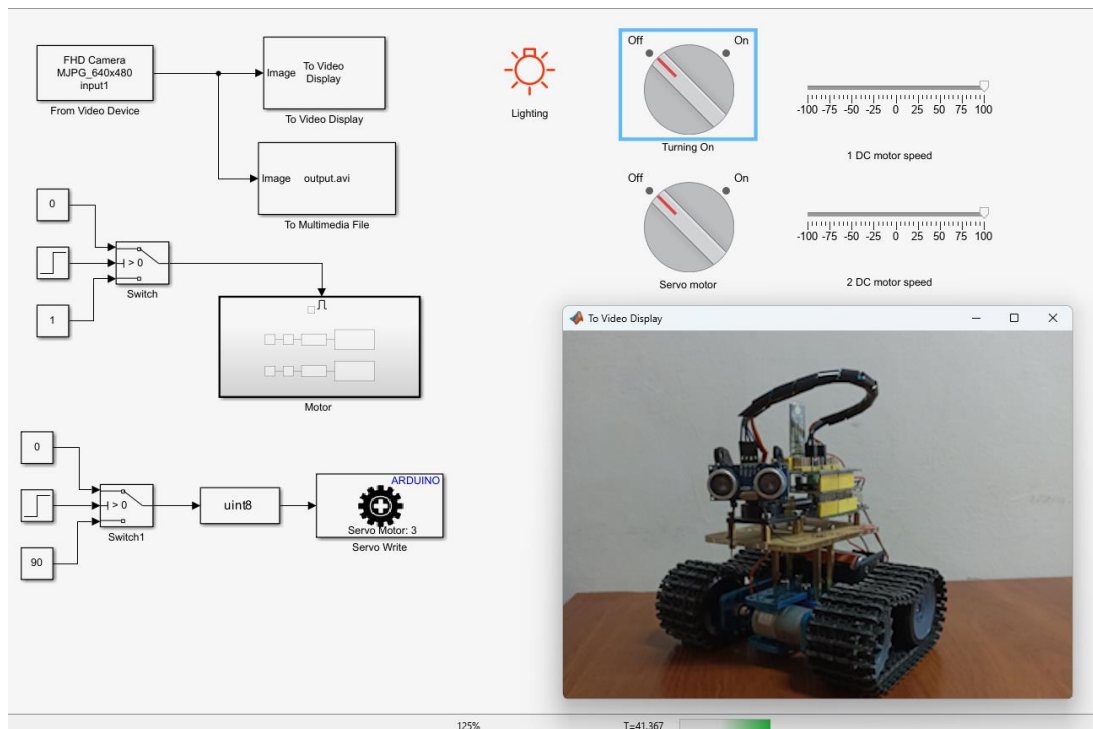 FHD Camera
MJPG_640x480
input1
From Video Device
Image
To Video
Display
To Video Display
Image
output.avi
To Multimedia File
0
> 0
1
Switch
Motor
0
> 0
90
Switch1
uint8
ARDUINO
Servo Motor: 3
Servo Write
Lighting
Off
On
Turning On
Off
On
Servo motor
-100 -75 -50 -25 0 25 50 75 100
1 DC motor speed
-100 -75 -50 -25 0 25 50 75 100
2 DC motor speed
To Video Display
125%
T=41.367